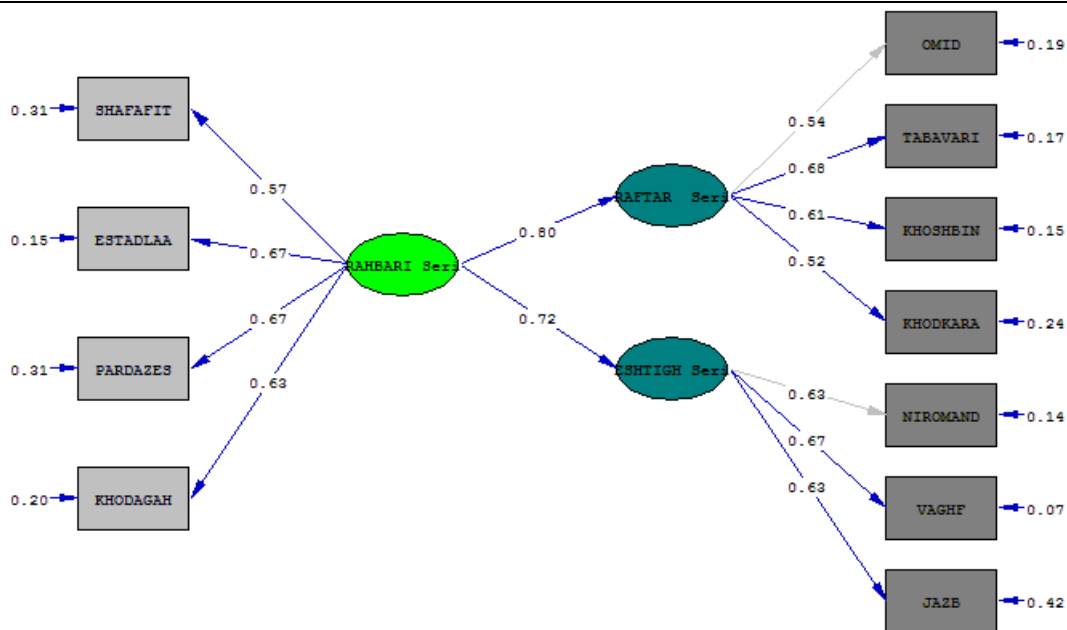 0.31
SHAFAFIT
0.15
ESTADLAA
0.31
PARDAZES
0.20
KHODAGAH
0.57
0.67
0.67
0.63
RAHBARI Seri
0.80
0.72
RAFTAR Seri
ESHTIGH Seri
0.54
0.68
0.61
0.52
0.63
0.67
0.63
OMID
0.19
TABAVARI
0.17
KHOSHBIN
0.15
KHODKARA
0.24
NIROMAND
0.14
VAGHF
0.07
JAZB
0.42